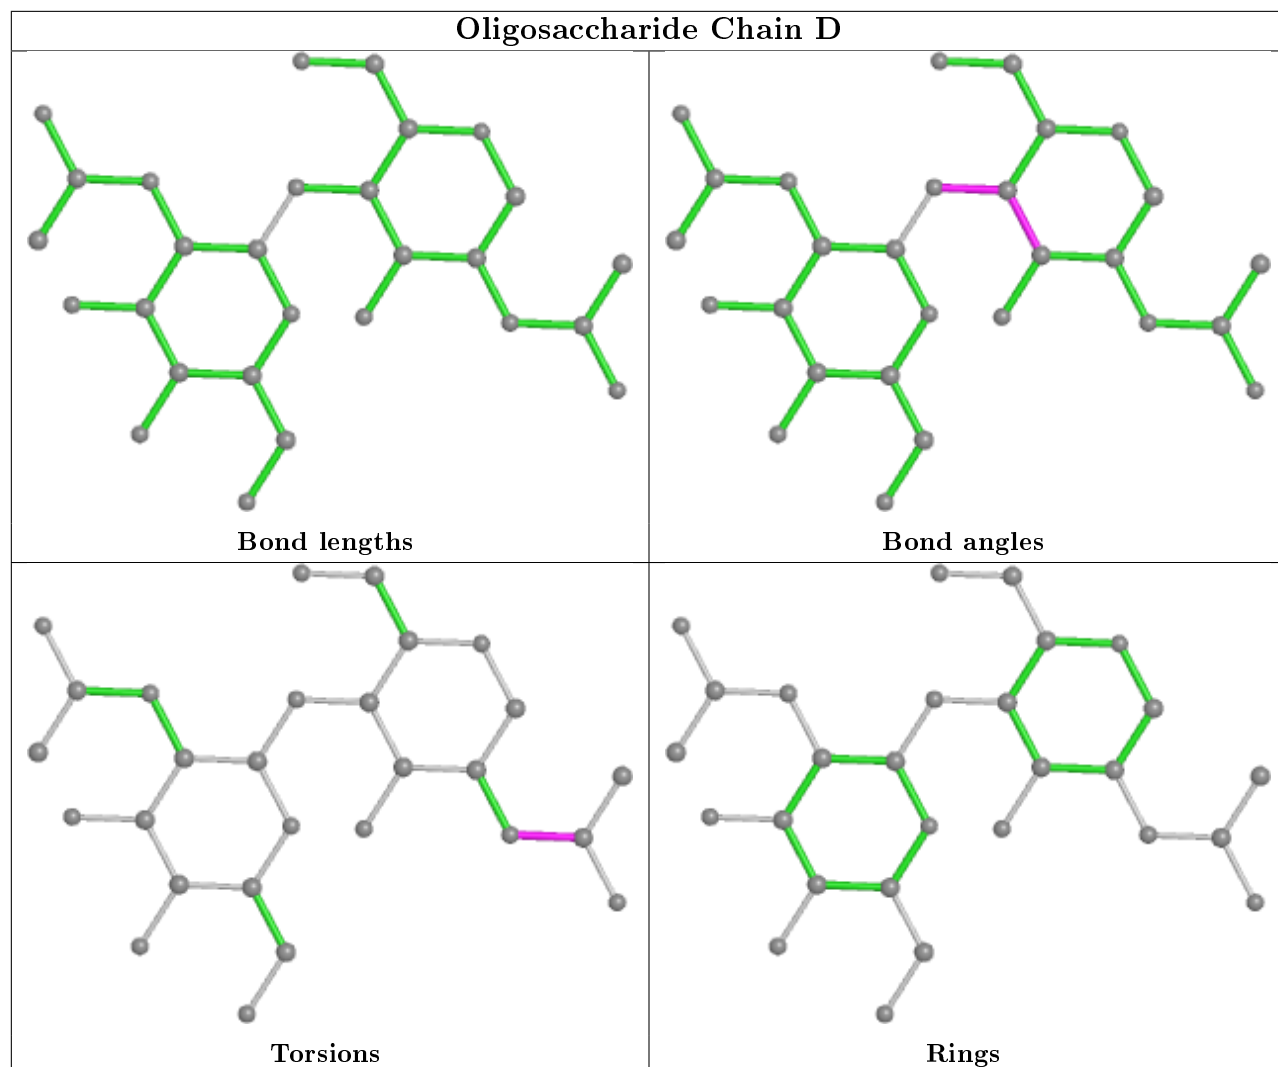 Oligosaccharide Chain D
Bond lengths
Bond angles
Torsions
Rings